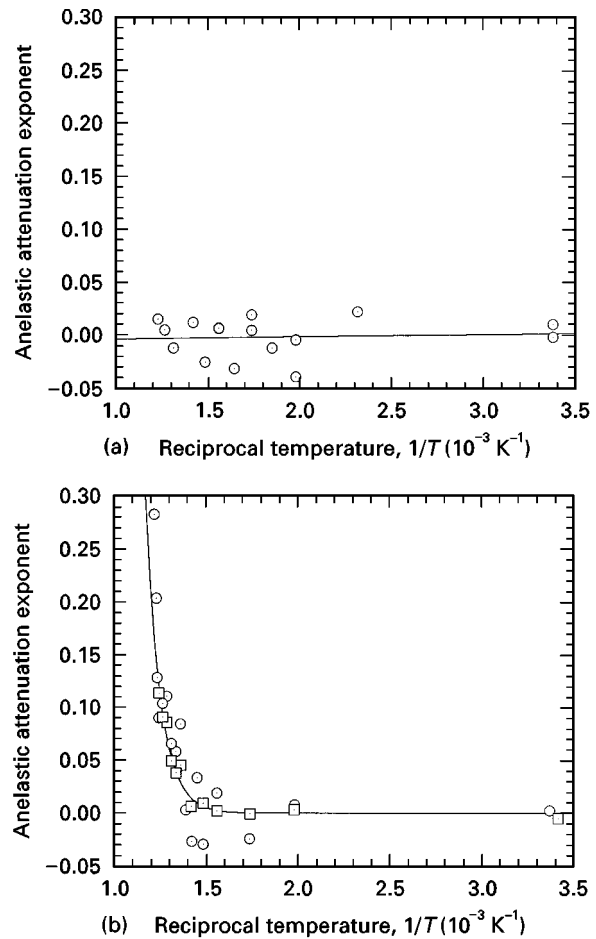 0.30
0.25
0.20
0.15
0.10
0.05
0.00
−0.05
Anelastic attenuation exponent
1.0 1.5 2.0 2.5 3.0 3.5
(a) Reciprocal temperature, 1/T (10⁻³ K⁻¹)
0.30
0.25
0.20
0.15
0.10
0.05
0.00
−0.05
Anelastic attenuation exponent
1.0 1.5 2.0 2.5 3.0 3.5
(b) Reciprocal temperature, 1/T (10⁻³ K⁻¹)